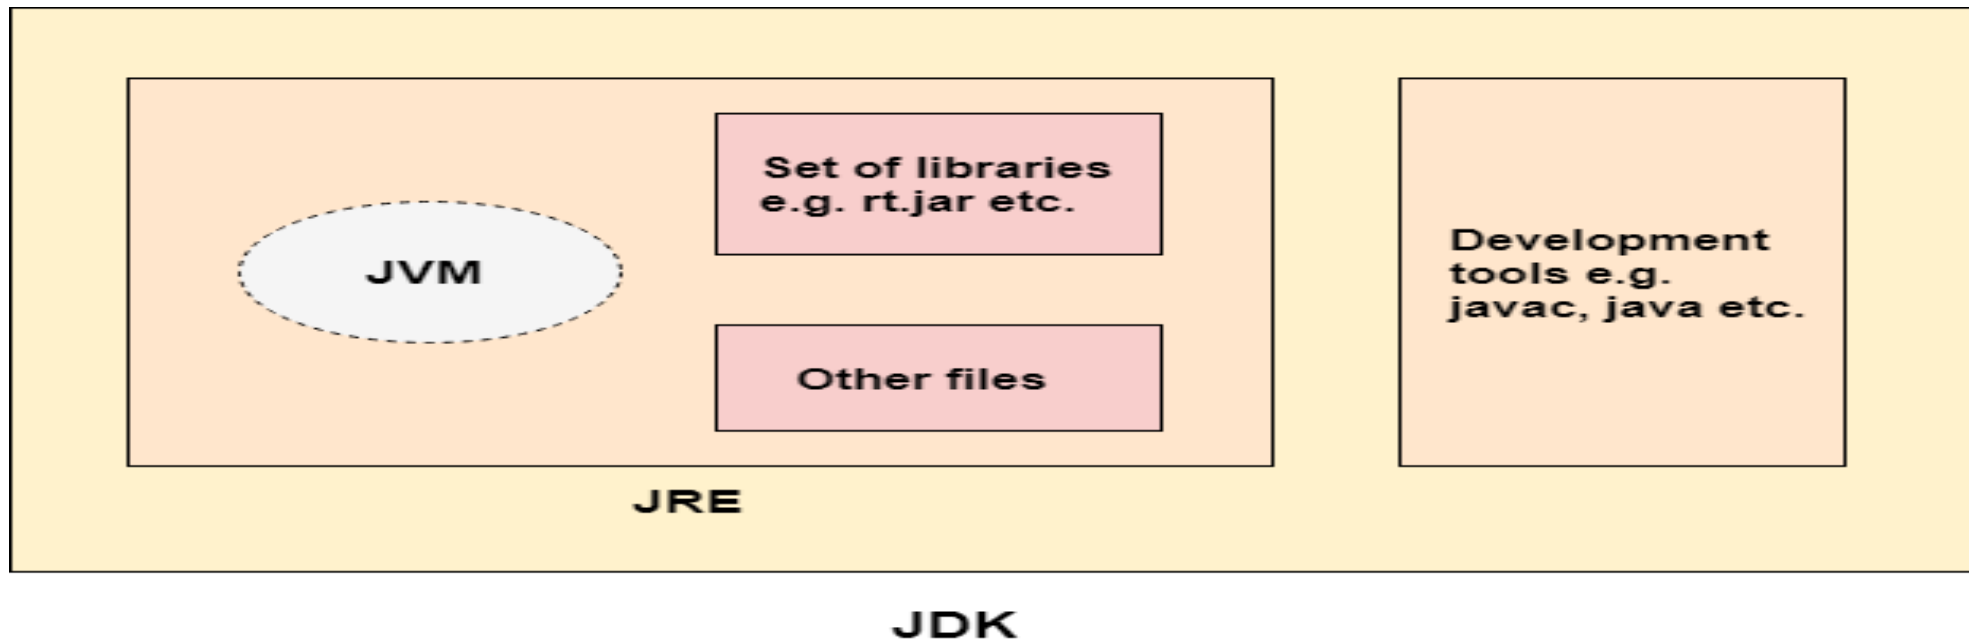 Set of libraries
e.g. rt.jar etc.
JVM
Other files
Development
tools e.g.
javac, java etc.
JRE
JDK